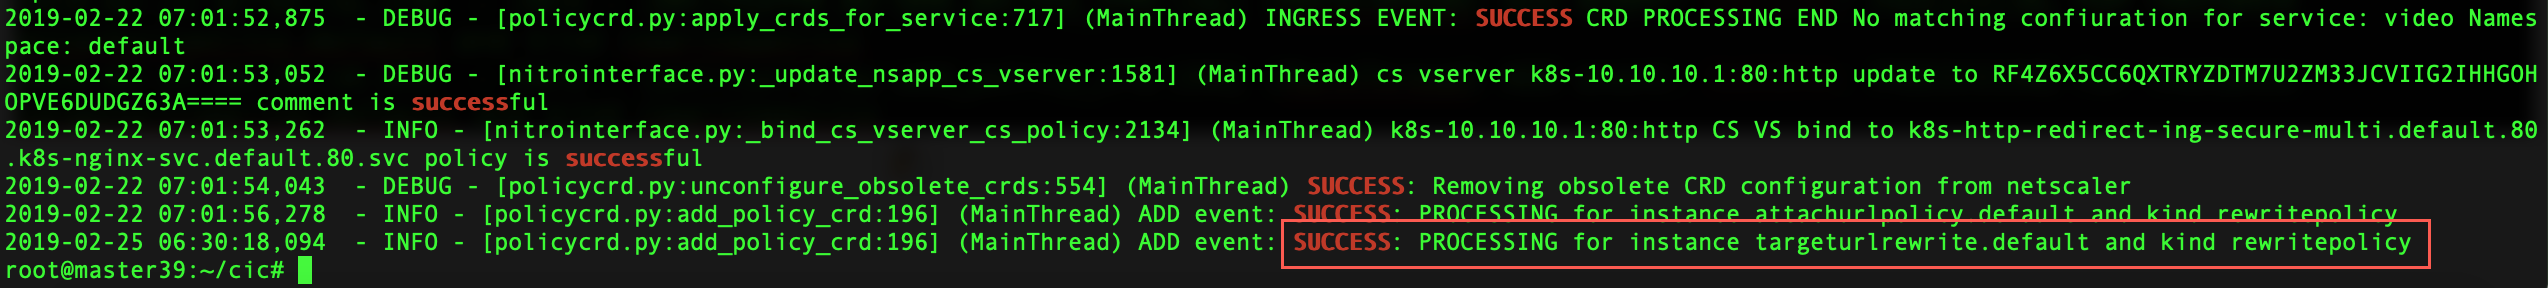 2019-02-22 07:01:52,875  - DEBUG - [policycrd.py:apply_crds_for_service:717] (MainThread) INGRESS EVENT: SUCCESS CRD PROCESSING END No matching confiuration for service: video Names
pace: default
2019-02-22 07:01:53,052  - DEBUG - [nitrointerface.py:_update_nsapp_cs_vserver:1581] (MainThread) cs vserver k8s-10.10.10.1:80:http update to RF4Z6X5CC6QXTRYZDTM7U2ZM33JCVIIG2IHHGOH
OPVE6DUDGZ63A==== comment is successful
2019-02-22 07:01:53,262  - INFO - [nitrointerface.py:_bind_cs_vserver_cs_policy:2134] (MainThread) k8s-10.10.10.1:80:http CS VS bind to k8s-http-redirect-ing-secure-multi.default.80
.k8s-nginx-svc.default.80.svc policy is successful
2019-02-22 07:01:54,043  - DEBUG - [policycrd.py:unconfigure_obsolete_crds:554] (MainThread) SUCCESS: Removing obsolete CRD configuration from netscaler
2019-02-22 07:01:56,278  - INFO - [policycrd.py:add_policy_crd:196] (MainThread) ADD event: SUCCESS: PROCESSING for instance attachurlpolicy.default and kind rewritepolicy
2019-02-25 06:30:18,094  - INFO - [policycrd.py:add_policy_crd:196] (MainThread) ADD event: SUCCESS: PROCESSING for instance targeturlrewrite.default and kind rewritepolicy
root@master39:~/cic#